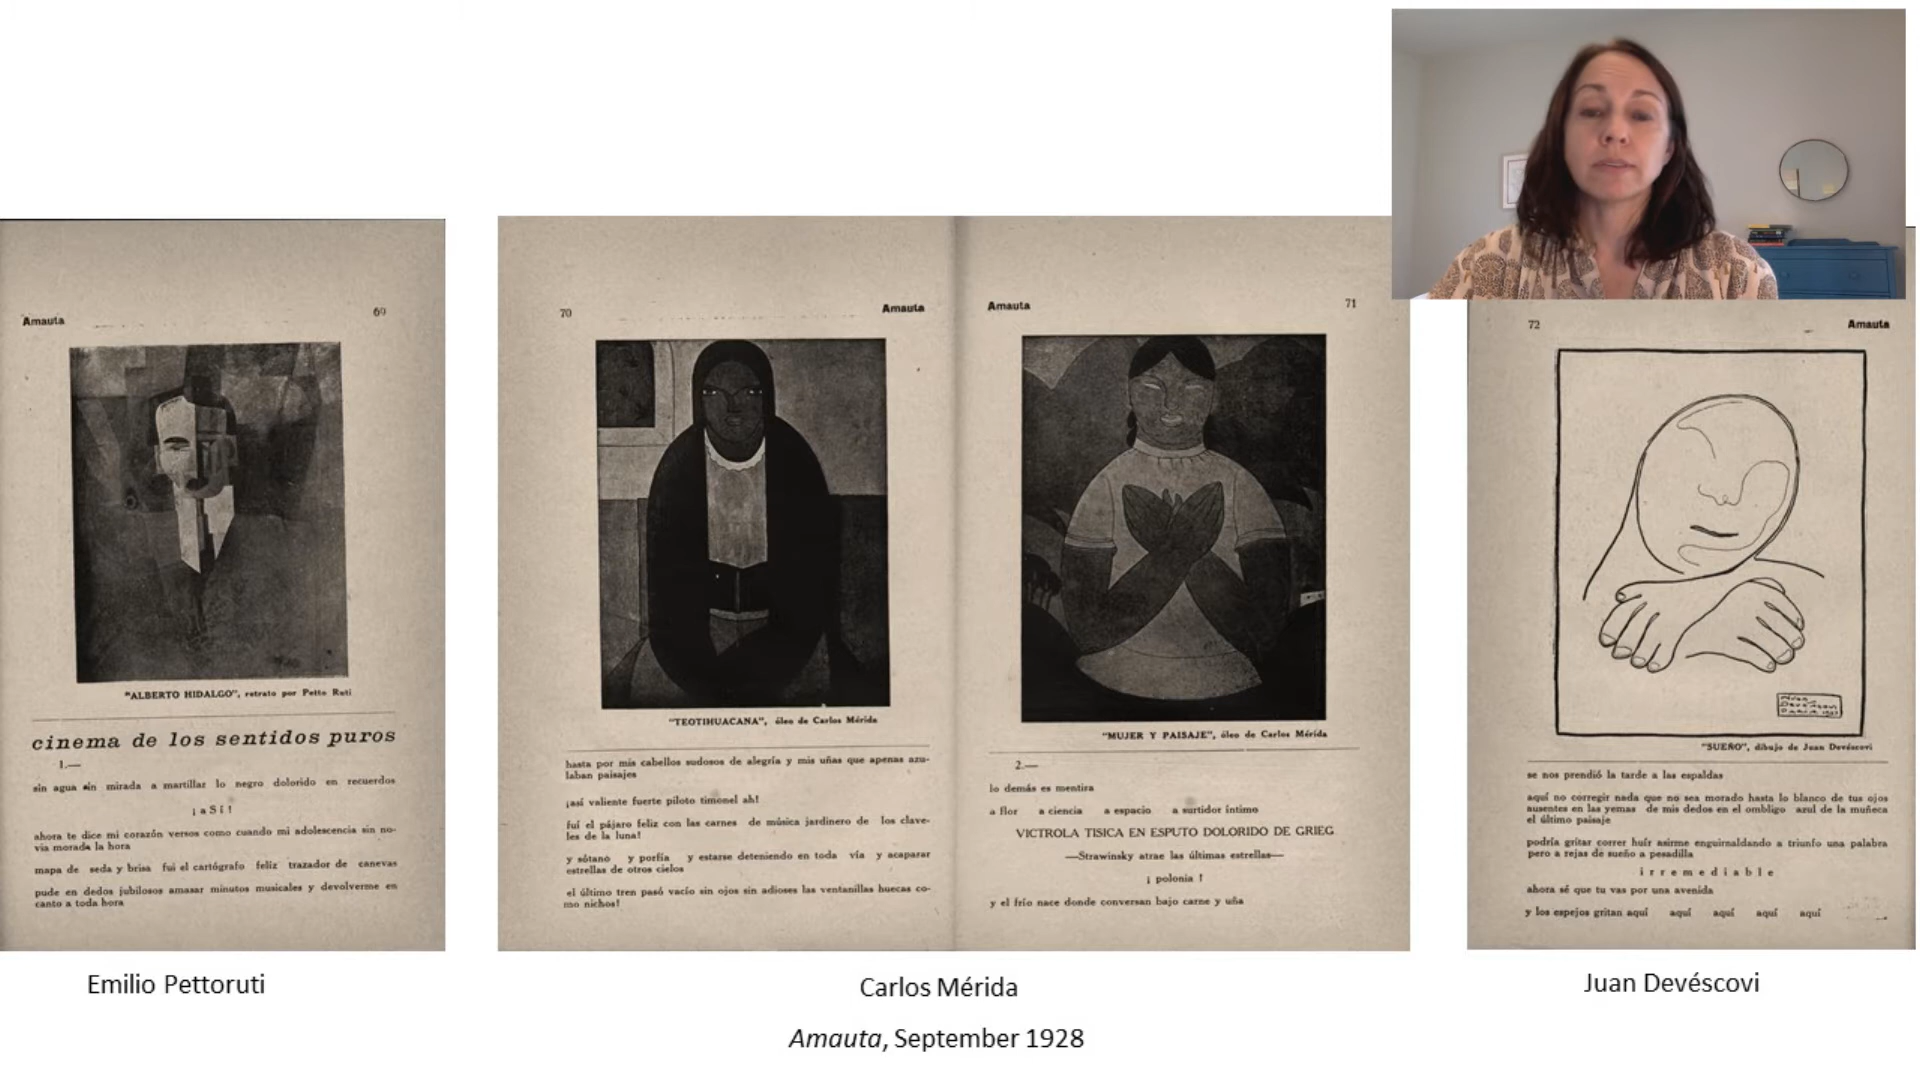 Amauta
69
"ALBERTO HIDALGO", retrato por Petto Ruti
cinema de los sentidos puros
1.—
sin agua sin mirada a martillar lo negro dolorido en recuerdos
¡ a S í !
ahora te dice mi corazón versos como cuando mi adolescencia sin no-
via morada la hora
mapa de seda y brisa fuí el cartógrafo feliz trazador de canevas
pude en dedos jubilosos amasar minutos musicales y devolverme en
canto a toda hora
70
Amauta
"TEOTIHUACANA", óleo de Carlos Mérida
hasta por mis cabellos sudosos de alegría y mis uñas que apenas azu-
laban paisajes
¡así valiente fuerte piloto timonel ah!
fuí el pájaro feliz con las carnes de música jardinero de los clave-
les de la luna!
y sótano y porfía y estarse deteniendo en toda vía y acaparar
estrellas de otros cielos
el último tren pasó vacío sin ojos sin adioses las ventanillas huecas co-
mo nichos!
Amauta
71
"MUJER Y PAISAJE", óleo de Carlos Mérida
2.—
lo demás es mentira
a flor a ciencia a espacio a surtidor íntimo
VICTROLA TISICA EN ESPUTO DOLORIDO DE GRIEG
—Strawinsky atrae las últimas estrellas—
¡ polonia !
y el frío nace donde conversan bajo carne y uña
72
Amauta
"SUEÑO", dibujo de Juan Devéscovi
se nos prendió la tarde a las espaldas
aquí no corregir nada que no sea morado hasta lo blanco de tus ojos
ausentes en las yemas de mis dedos en el ombligo azul de la muñeca
el último paisaje
podría gritar correr huír asirme enguirnaldando a triunfo una palabra
pero a rejas de sueño a pesadilla
i r r e m e d i a b l e
ahora sé que tu vas por una avenida
y los espejos gritan aquí aquí aquí aquí aquí
Emilio Pettoruti
Carlos Mérida
Juan Devéscovi
Amauta, September 1928